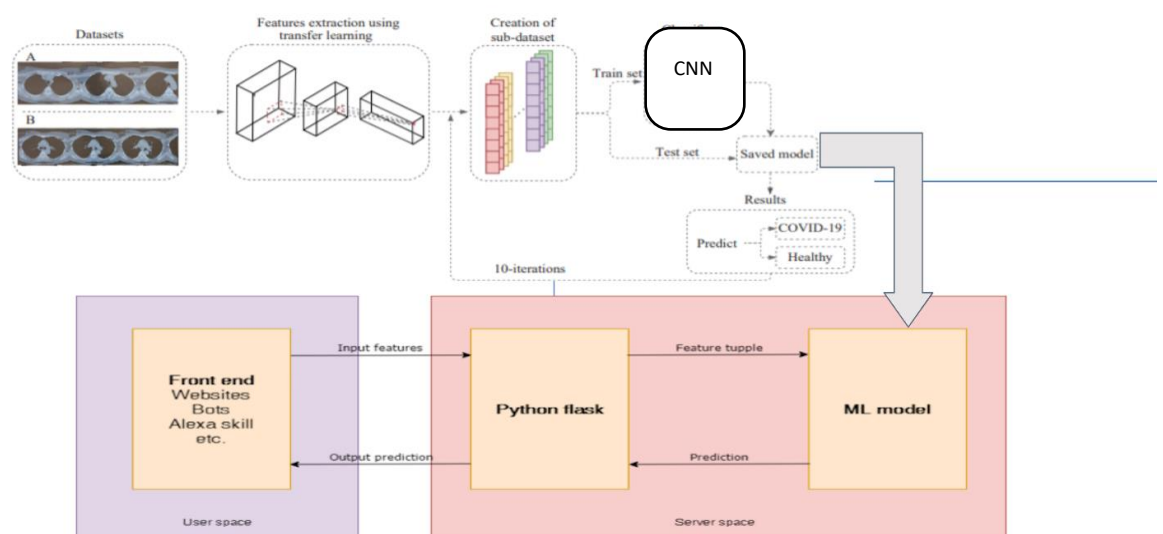 Datasets
A
B
Features extraction using
transfer learning
Creation of
sub-dataset
Train set
CNN
Test set
Saved model
Results
Predict
COVID-19
Healthy
10-iterations
Front end
Websites
Bots
Alexa skill
etc.
Input features
Output prediction
Python flask
Feature tupple
Prediction
ML model
User space
Server space